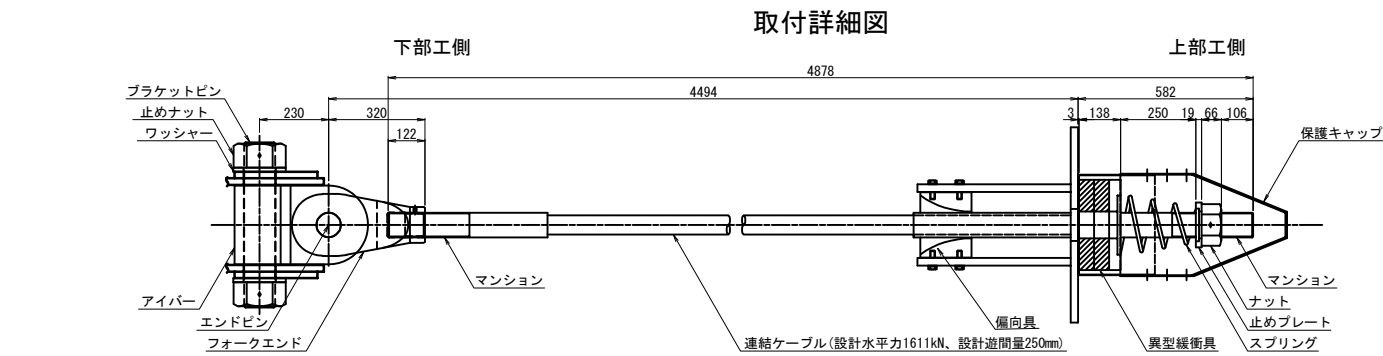 取付詳細図
下部工側
上部工側
4878
4494
582
230
320
122
3
138
250
19
66
106
ブラケットピン
止めナット
ワッシャー
保護キャップ
アイバー
エンドピン
フォークエンド
マンション
連結ケーブル(設計水平力1611kN、設計遊間量250mm)
偏向具
異型緩衝具
マンション
ナット
止めプレート
スプリング